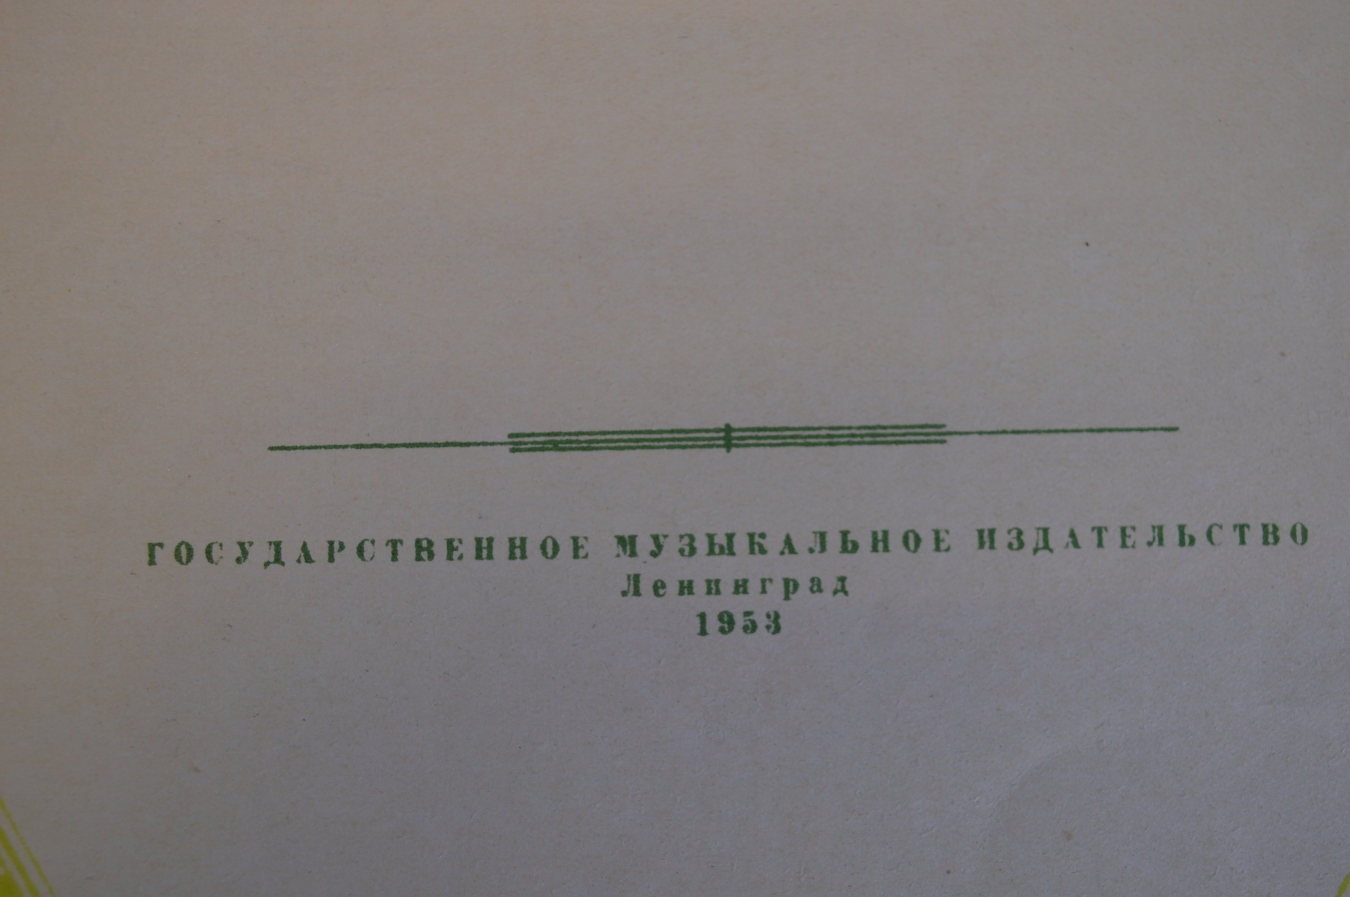 ГОСУДАРСТВЕННОЕ МУЗЫКАЛЬНОЕ ИЗДАТЕЛЬСТВО
Ленинград
1953